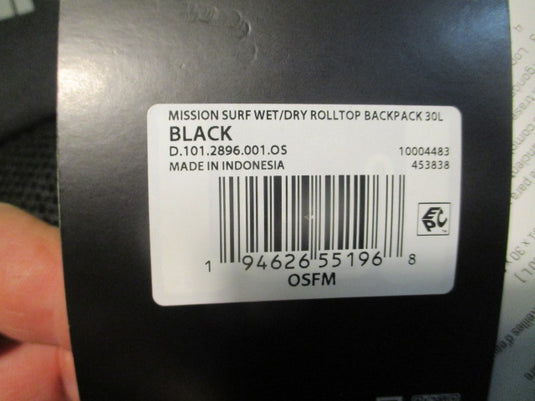 MISSION SURF WET/DRY ROLLTOP BACKPACK 30L
BLACK
D.101.2896.001.OS 10004483
MADE IN INDONESIA 453838
EPC
1 94626 55196 8
OSFM